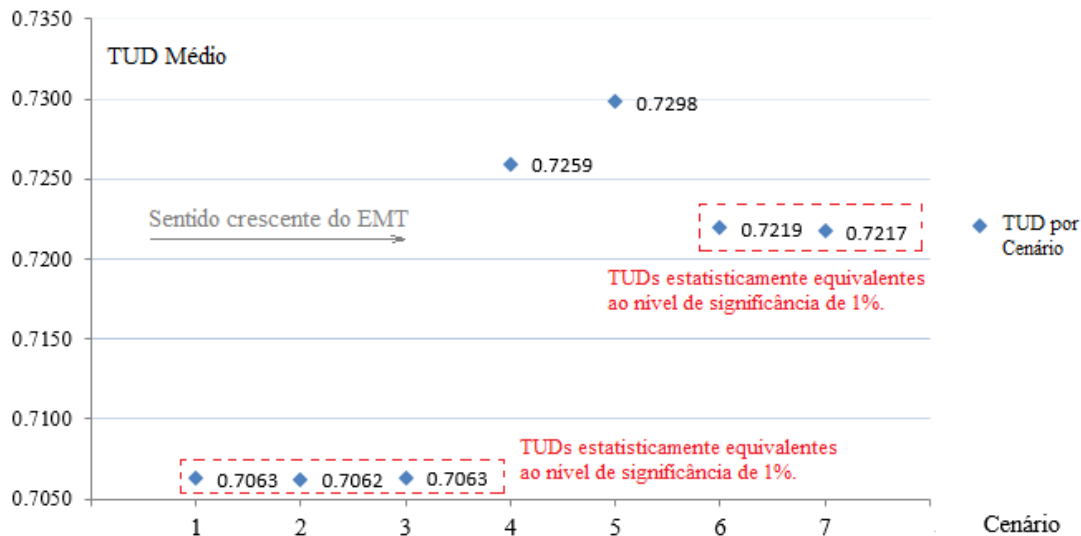 0.7350
TUD Médio
0.7300
0.7298
0.7259
0.7250
Sentido crescente do EMT
0.7219
0.7217
TUD por
Cenário
0.7200
TUDs estatisticamente equivalentes
ao nível de significância de 1%.
0.7150
0.7100
TUDs estatisticamente equivalentes
ao nível de significância de 1%.
0.7063
0.7062
0.7063
0.7050
1 2 3 4 5 6 7
Cenário